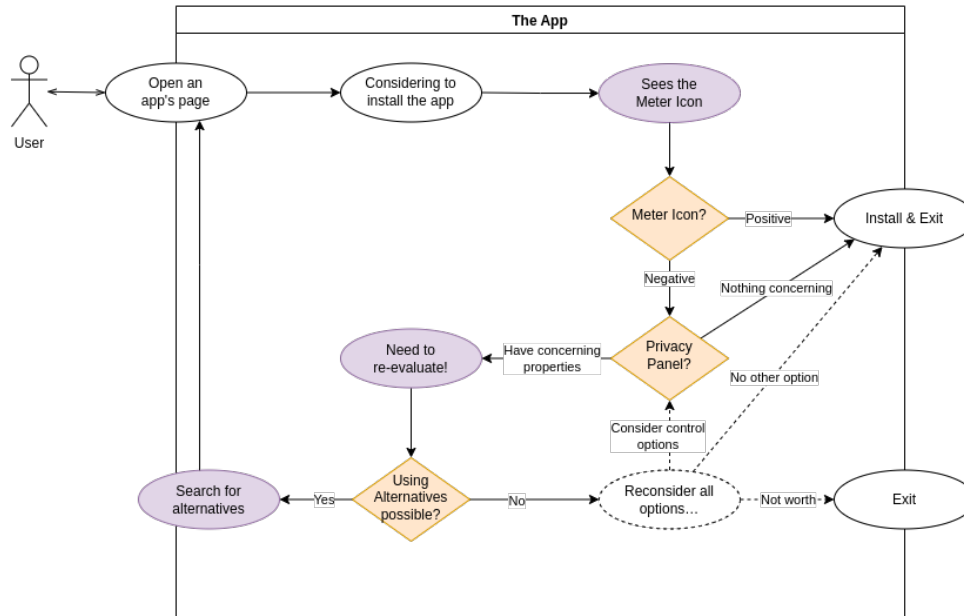 The App
User
Open an
app's page
Considering to
install the app
Sees the
Meter Icon
Meter Icon?
Positive
Install & Exit
Negative
Nothing concerning
Privacy
Panel?
Have concerning
properties
Need to
re-evaluate!
No other option
Consider control
options
Search for
alternatives
Yes
Using
Alternatives
possible?
No
Reconsider all
options...
Not worth
Exit